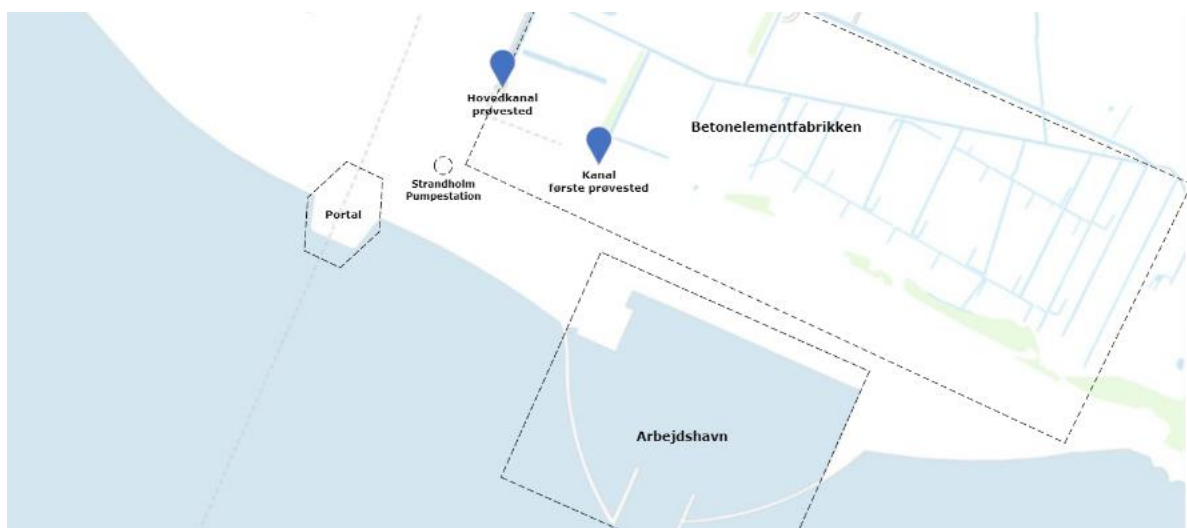 Hovedkanal
prøvested
Betonelementfabrikken
Kanal
første prøvested
Strandholm
Pumpestation
Portal
Arbejdshavn